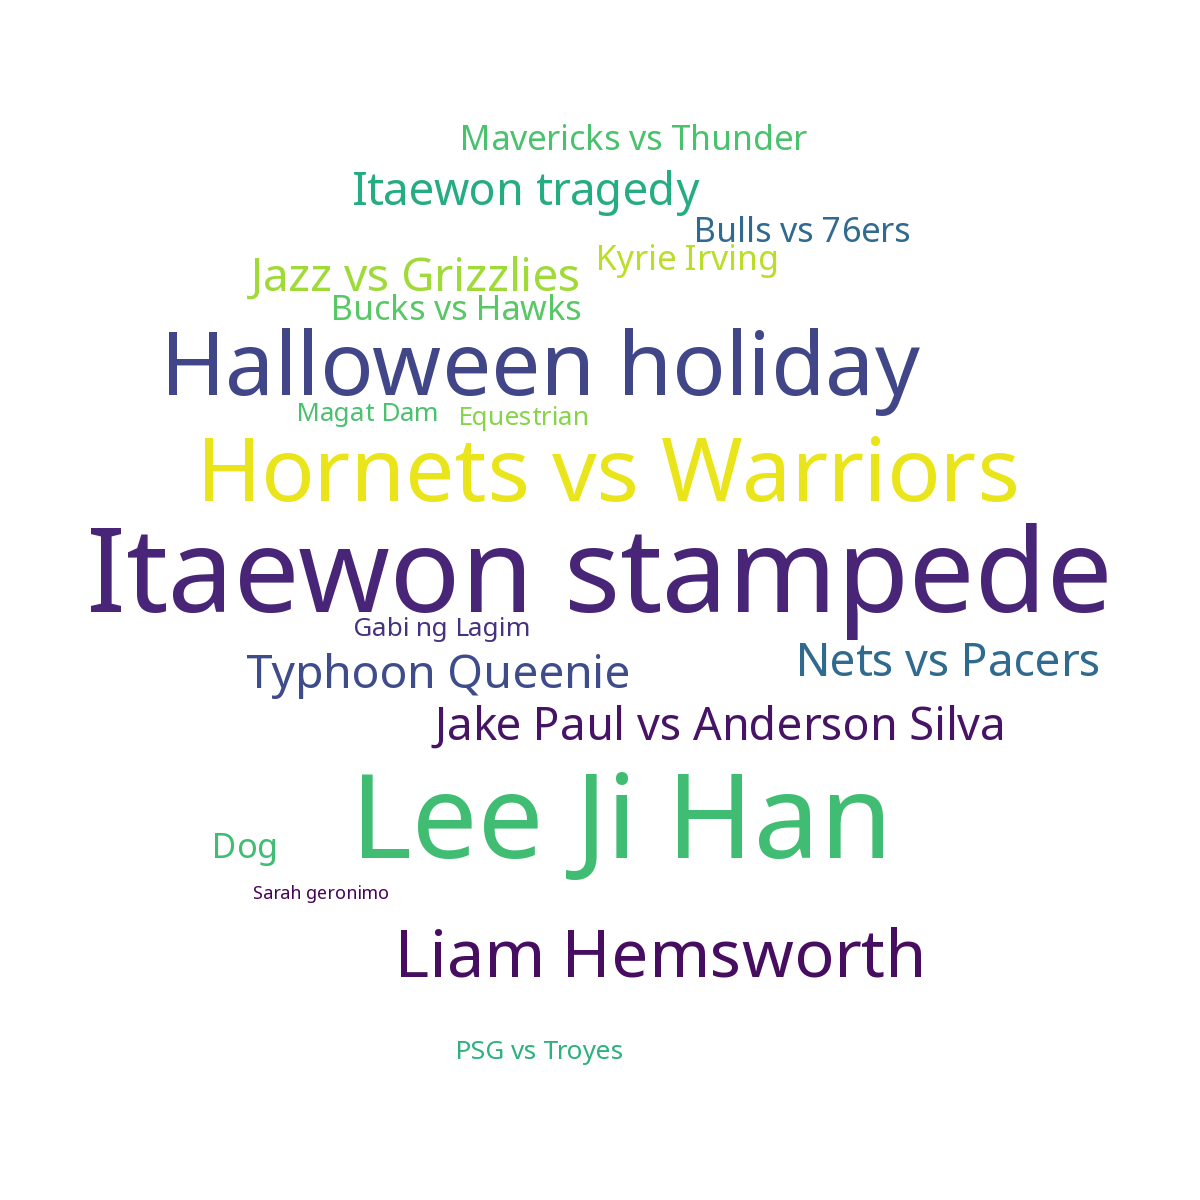 Mavericks vs Thunder
Itaewon tragedy
Bulls vs 76ers
Kyrie Irving
Jazz vs Grizzlies
Bucks vs Hawks
Halloween holiday
Magat Dam
Equestrian
Hornets vs Warriors
Itaewon stampede
Gabi ng Lagim
Nets vs Pacers
Typhoon Queenie
Jake Paul vs Anderson Silva
Lee Ji Han
Dog
Sarah geronimo
Liam Hemsworth
PSG vs Troyes